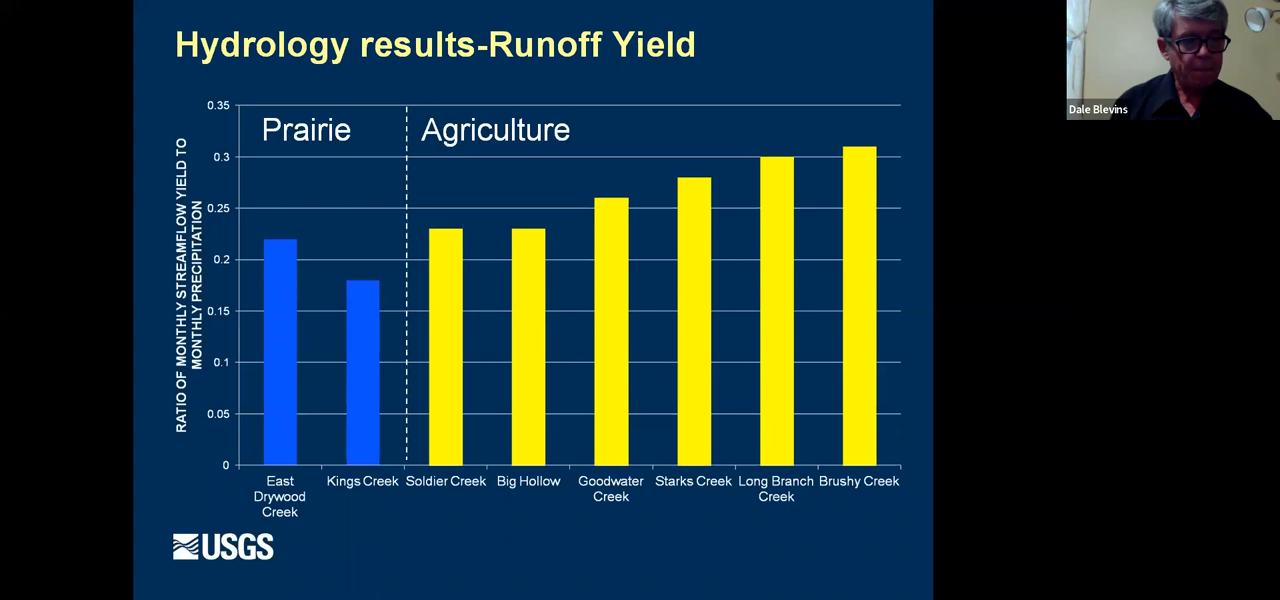 Hydrology results-Runoff Yield
Dale Blevins
RATIO OF MONTHLY STREAMFLOW YIELD TO
MONTHLY PRECIPITATION
0.35
0.3
0.25
0.2
0.15
0.1
0.05
0
Prairie
Agriculture
East
Drywood
Creek
Kings Creek
Soldier Creek
Big Hollow
Goodwater
Creek
Starks Creek
Long Branch
Creek
Brushy Creek
USGS